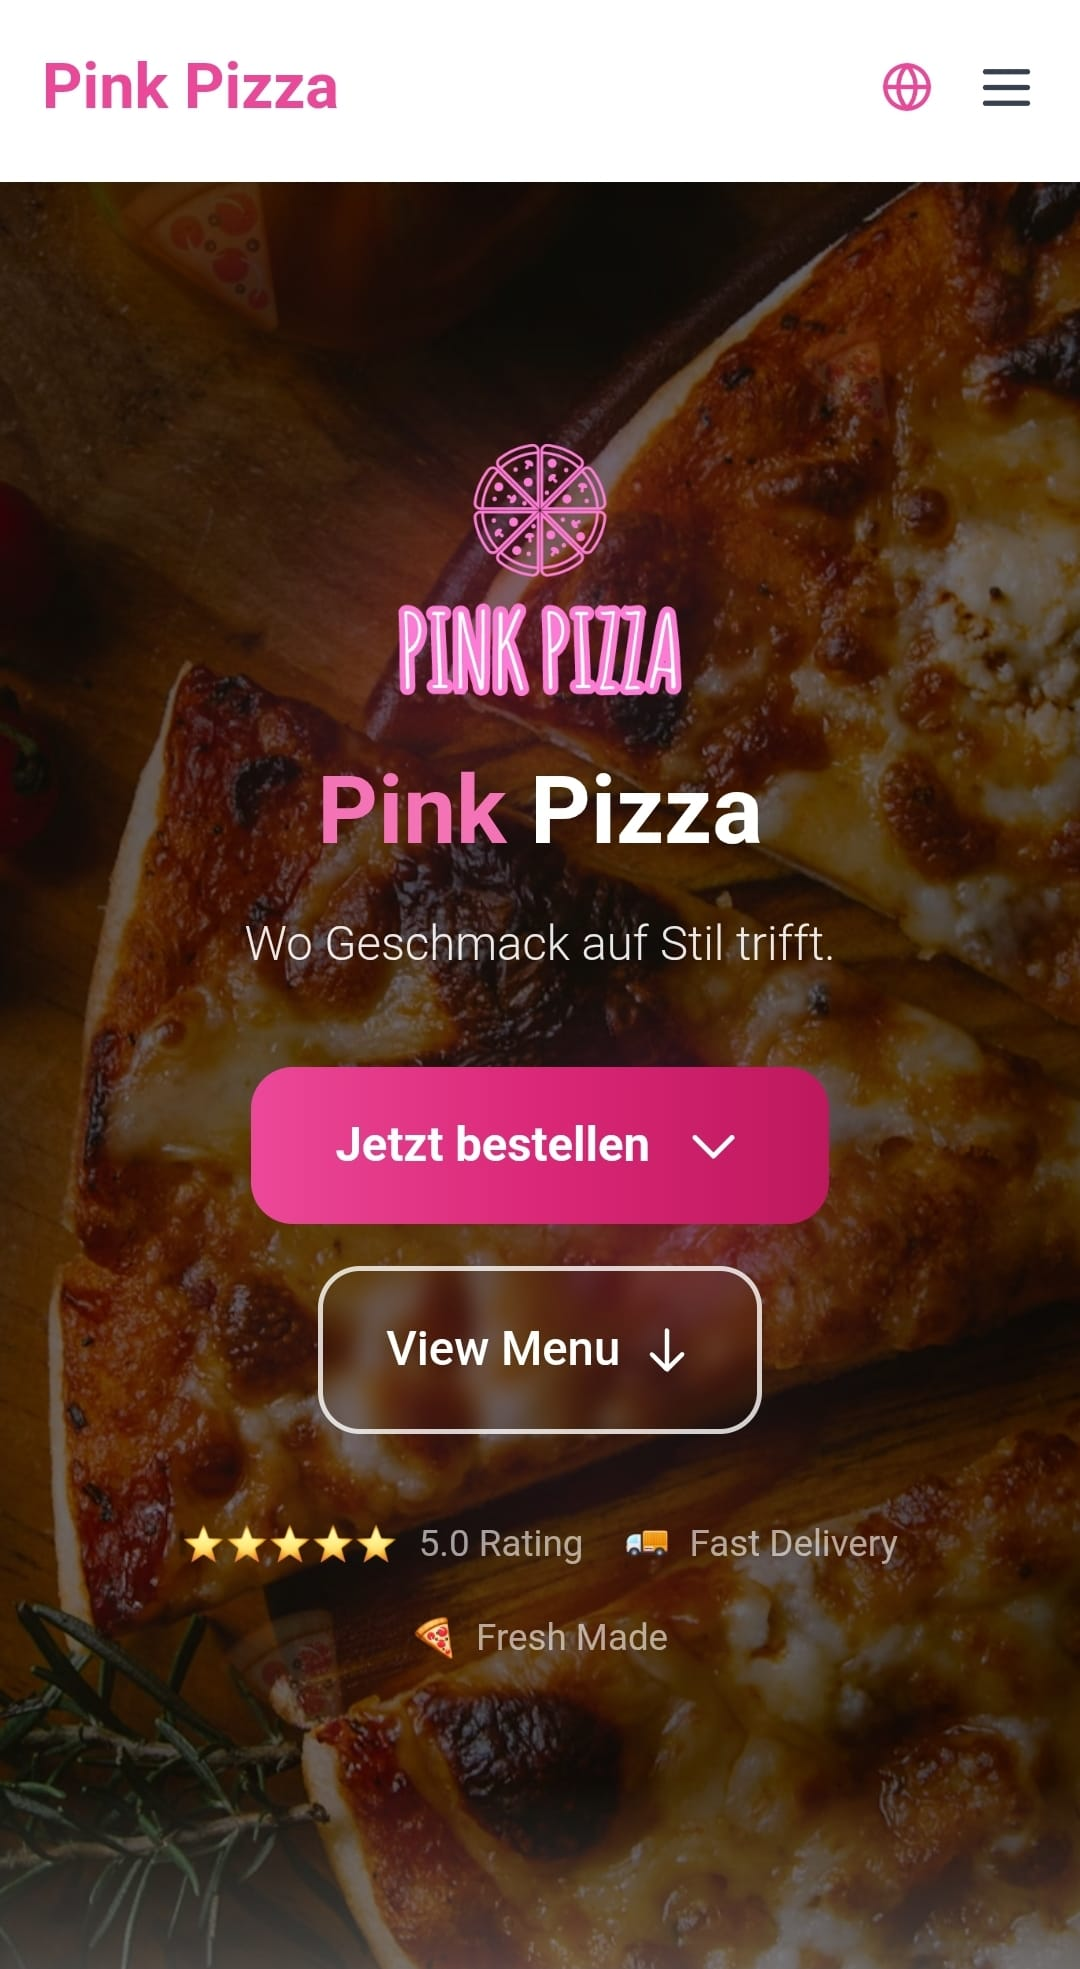 Pink Pizza
PINK PIZZA
Pink Pizza
Wo Geschmack auf Stil trifft.
Jetzt bestellen
View Menu
5.0 Rating
Fast Delivery
Fresh Made